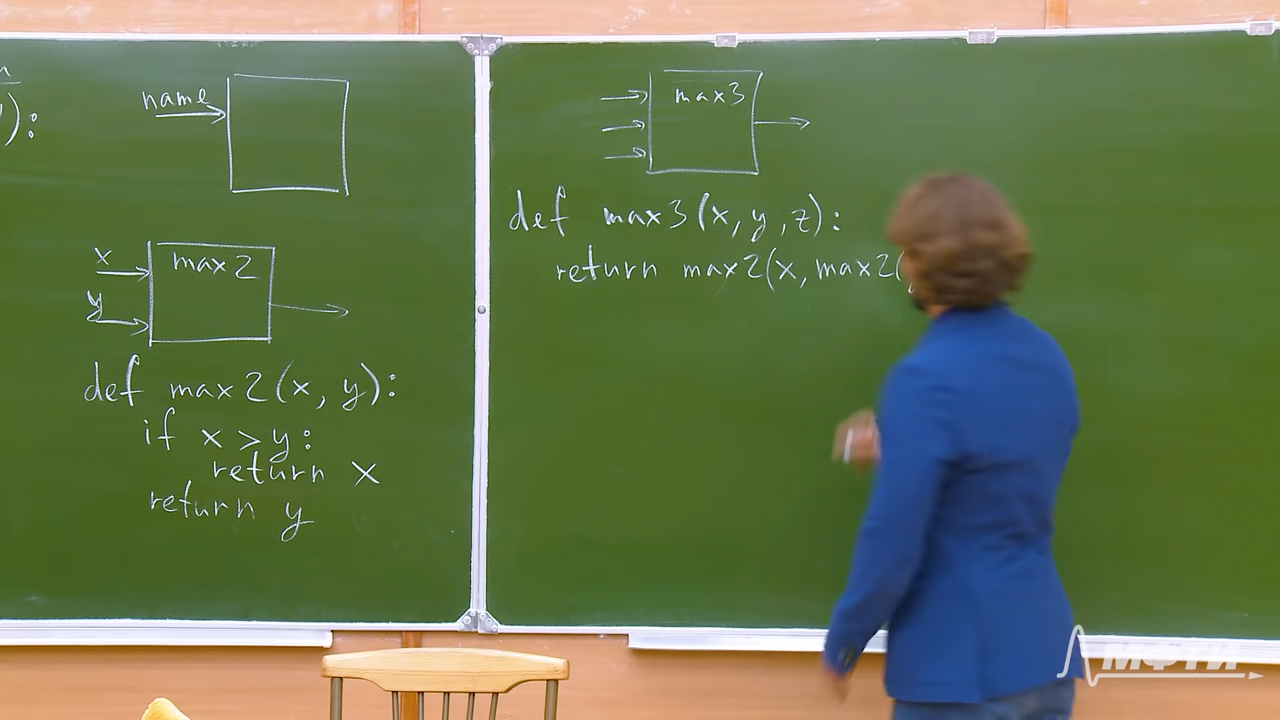 ):
name
x
y
max2
def max2(x, y):
if x > y:
return x
return y
max3
def max3(x, y, z):
return max2(x, max2(
МФТИ